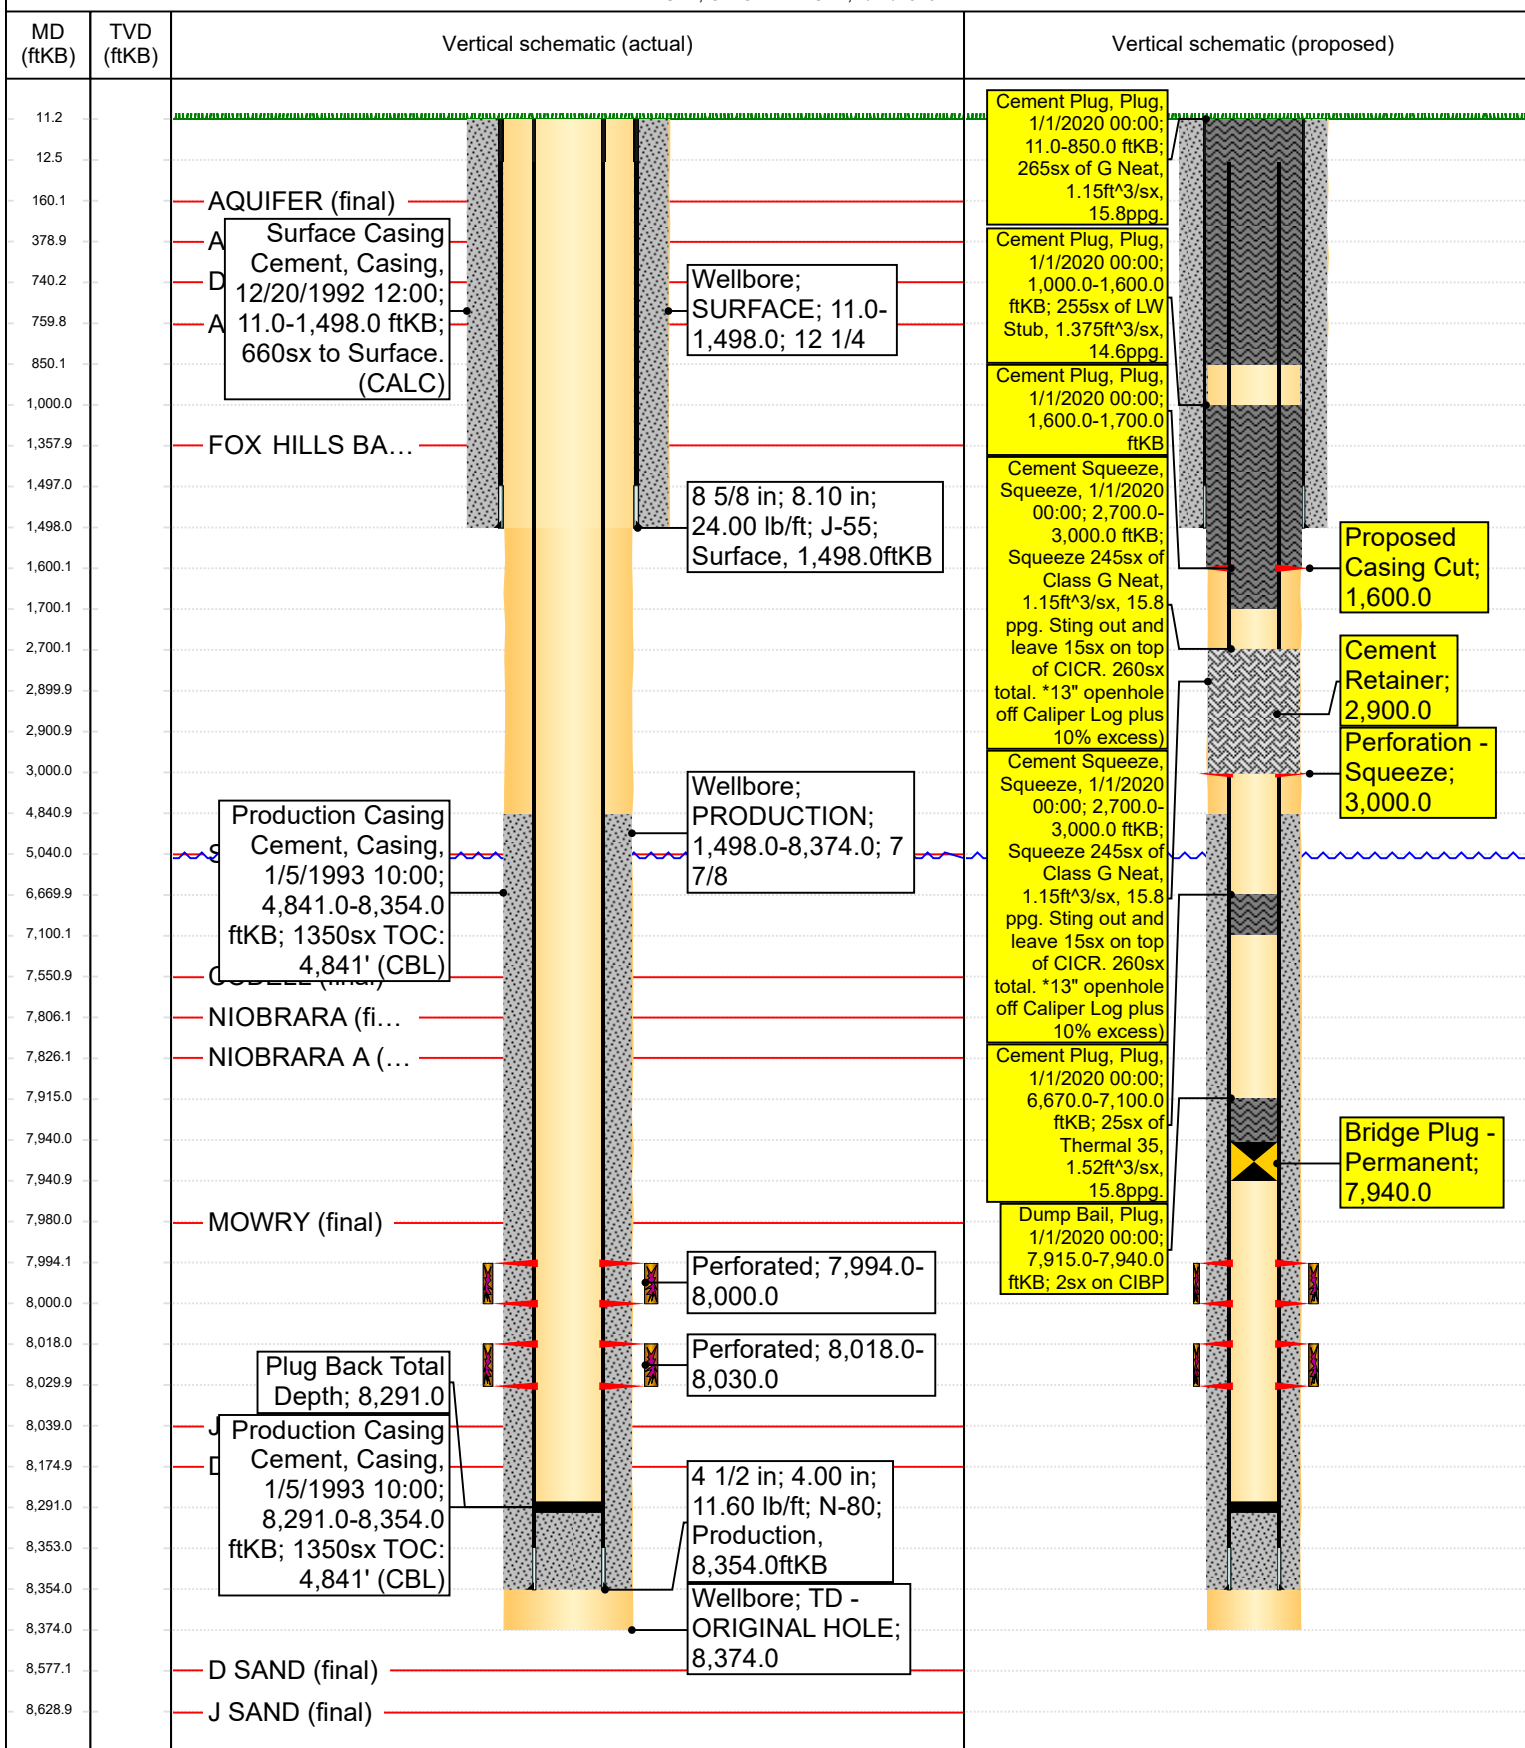 MD
(ftKB)
TVD
(ftKB)
Vertical schematic (actual)
Vertical schematic (proposed)
11.2
12.5
160.1
378.9
740.2
759.8
850.1
1,000.0
1,357.9
1,497.0
1,498.0
1,600.1
1,700.1
2,700.1
2,899.9
2,900.9
3,000.0
4,840.9
5,040.0
6,669.9
7,100.1
7,550.9
7,806.1
7,826.1
7,915.0
7,940.0
7,940.9
7,980.0
7,994.1
8,000.0
8,018.0
8,029.9
8,039.0
8,174.9
8,291.0
8,353.0
8,354.0
8,374.0
8,577.1
8,628.9
AQUIFER (final)
A
D
A
Surface Casing
Cement, Casing,
12/20/1992 12:00;
11.0-1,498.0 ftKB;
660sx to Surface.
(CALC)
Wellbore;
SURFACE; 11.0-
1,498.0; 12 1/4
FOX HILLS BA...
8 5/8 in; 8.10 in;
24.00 lb/ft; J-55;
Surface, 1,498.0ftKB
Wellbore;
PRODUCTION;
1,498.0-8,374.0; 7
7/8
Production Casing
Cement, Casing,
1/5/1993 10:00;
4,841.0-8,354.0
ftKB; 1350sx TOC:
4,841' (CBL)
NIOBRARA (fi...
NIOBRARA A (...
MOWRY (final)
Perforated; 7,994.0-
8,000.0
Perforated; 8,018.0-
8,030.0
Plug Back Total
Depth; 8,291.0
J
Production Casing
Cement, Casing,
1/5/1993 10:00;
8,291.0-8,354.0
ftKB; 1350sx TOC:
4,841' (CBL)
4 1/2 in; 4.00 in;
11.60 lb/ft; N-80;
Production,
8,354.0ftKB
Wellbore; TD -
ORIGINAL HOLE;
8,374.0
D SAND (final)
J SAND (final)
Cement Plug, Plug,
1/1/2020 00:00;
11.0-850.0 ftKB;
265sx of G Neat,
1.15ft^3/sx,
15.8ppg.
Cement Plug, Plug,
1/1/2020 00:00;
1,000.0-1,600.0
ftKB; 255sx of LW
Stub, 1.375ft^3/sx,
14.6ppg.
Cement Plug, Plug,
1/1/2020 00:00;
1,600.0-1,700.0
ftKB
Cement Squeeze,
Squeeze, 1/1/2020
00:00; 2,700.0-
3,000.0 ftKB;
Squeeze 245sx of
Class G Neat,
1.15ft^3/sx, 15.8
ppg. Sting out and
leave 15sx on top
of CICR. 260sx
total. *13" openhole
off Caliper Log plus
10% excess)
Cement Squeeze,
Squeeze, 1/1/2020
00:00; 2,700.0-
3,000.0 ftKB;
Squeeze 245sx of
Class G Neat,
1.15ft^3/sx, 15.8
ppg. Sting out and
leave 15sx on top
of CICR. 260sx
total. *13" openhole
off Caliper Log plus
10% excess)
Cement Plug, Plug,
1/1/2020 00:00;
6,670.0-7,100.0
ftKB; 25sx of
Thermal 35,
1.52ft^3/sx,
15.8ppg.
Dump Bail, Plug,
1/1/2020 00:00;
7,915.0-7,940.0
ftKB; 2sx on CIBP
Proposed
Casing Cut;
1,600.0
Cement
Retainer;
2,900.0
Perforation -
Squeeze;
3,000.0
Bridge Plug -
Permanent;
7,940.0